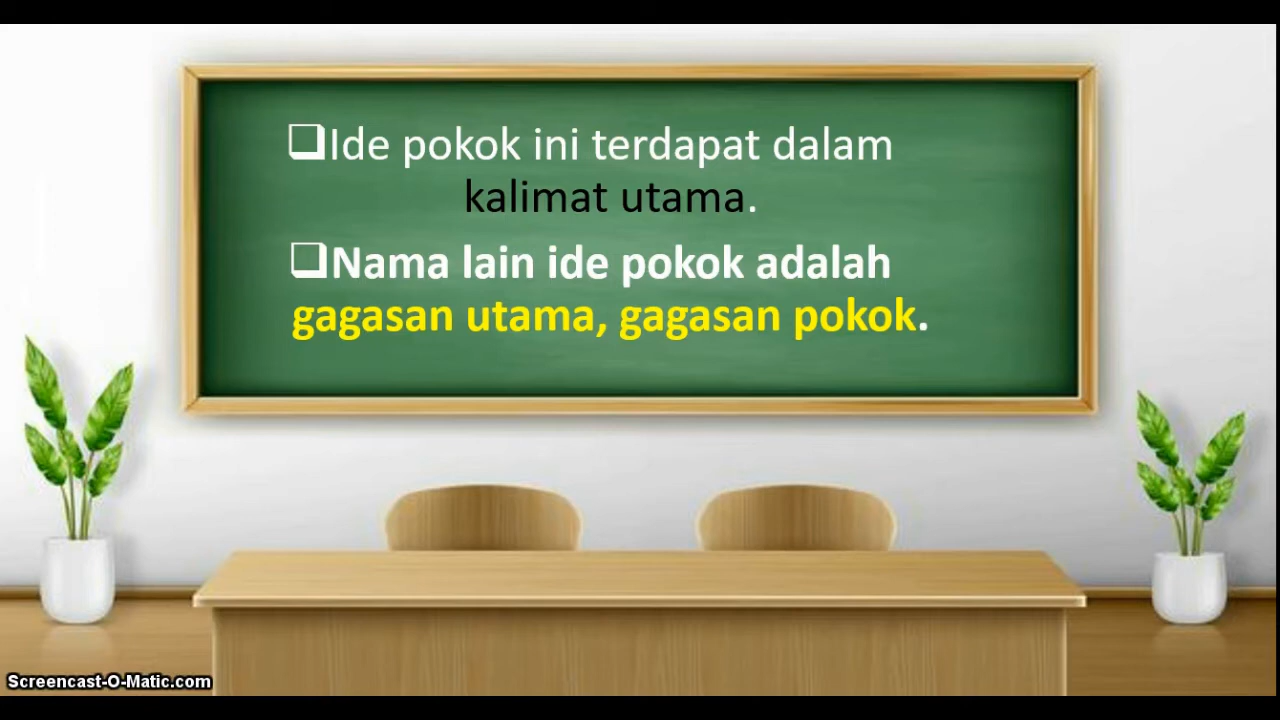 ❑Ide pokok ini terdapat dalam
kalimat utama.
❑Nama lain ide pokok adalah
gagasan utama, gagasan pokok.
Screencast-O-Matic.com